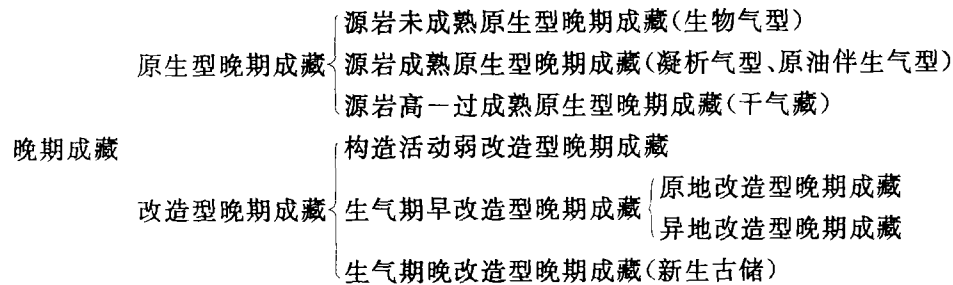 源岩未成熟原生型晚期成藏(生物气型)
原生型晚期成藏
源岩成熟原生型晚期成藏(凝析气型、原油伴生气型)
源岩高一过成熟原生型晚期成藏(干气藏)
晚期成藏
构造活动弱改造型晚期成藏
改造型晚期成藏
生气期早改造型晚期成藏
原地改造型晚期成藏
异地改造型晚期成藏
生气期晚改造型晚期成藏(新生古储)